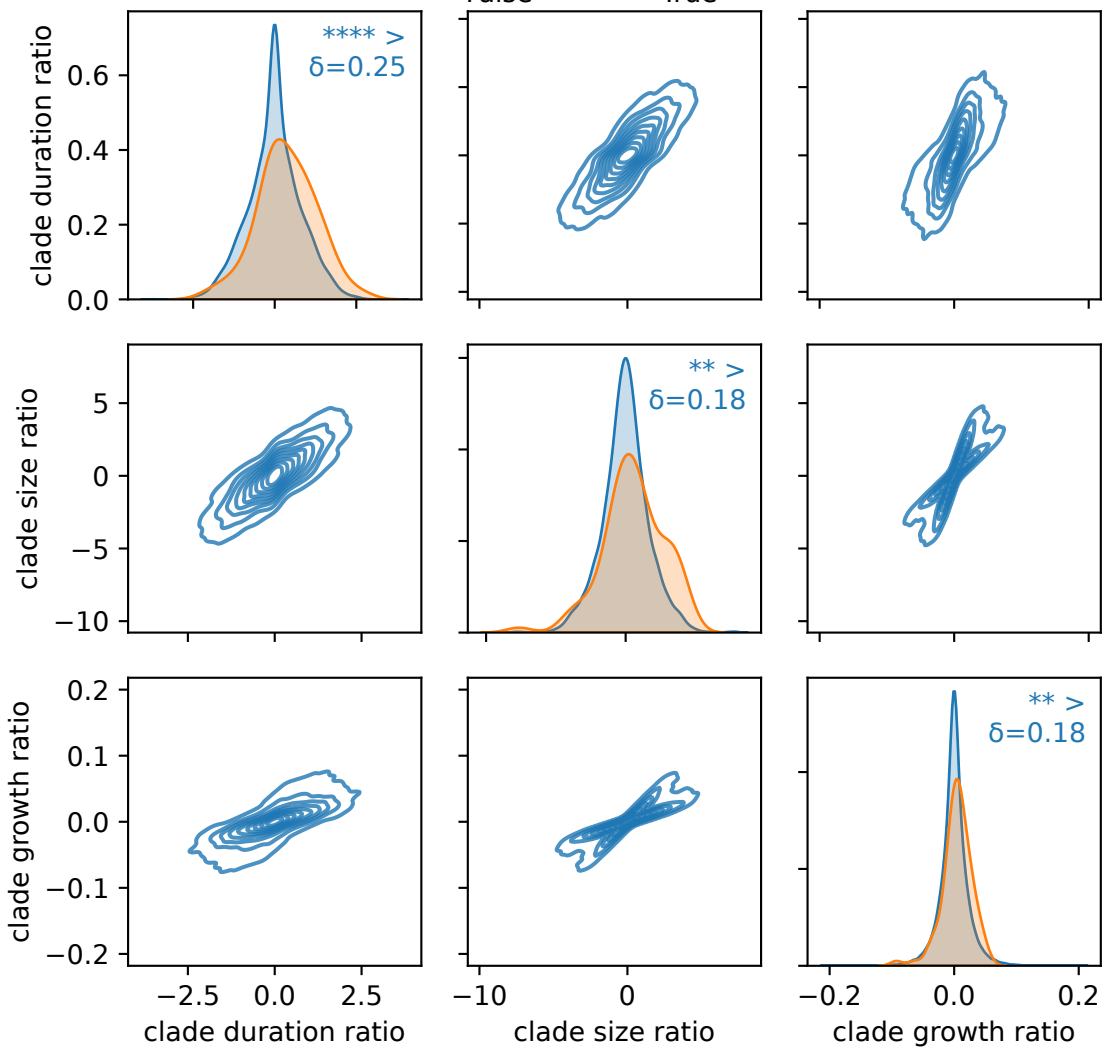 False True
clade duration ratio
0.6
0.4
0.2
0.0
**** >
δ=0.25
clade size ratio
5
0
−5
−10
** >
δ=0.18
clade growth ratio
0.2
0.1
0.0
−0.1
−0.2
** >
δ=0.18
−2.5 0.0 2.5
−10 0
−0.2 0.0 0.2
clade duration ratio
clade size ratio
clade growth ratio